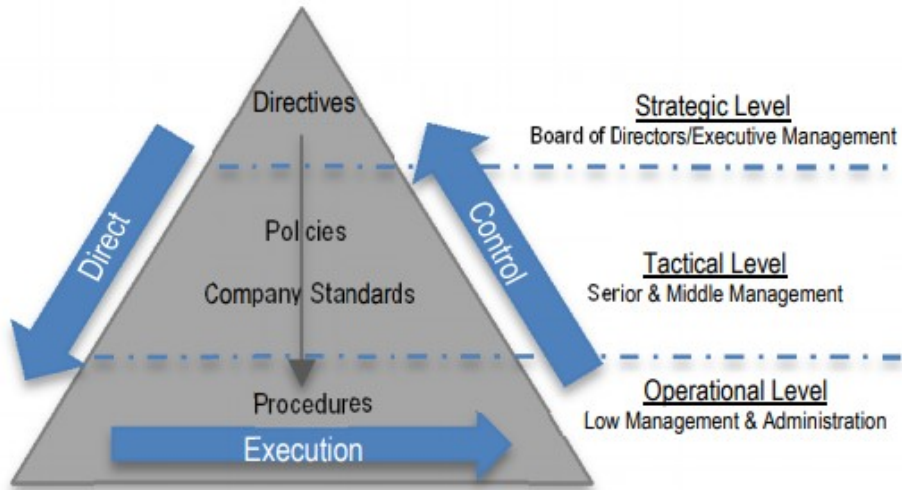 Directives
Strategic Level
Board of Directors/Executive Management
Direct
Control
Policies
Company Standards
Tactical Level
Serior & Middle Management
Procedures
Execution
Operational Level
Low Management & Administration